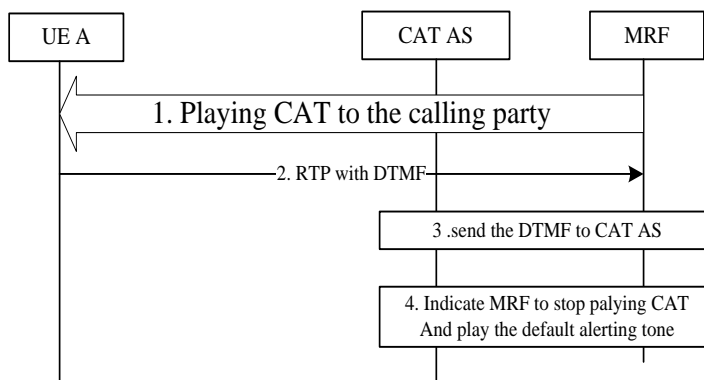 UE A
CAT AS
MRF
1. Playing CAT to the calling party
2. RTP with DTMF
3 .send the DTMF to CAT AS
4. Indicate MRF to stop palying CAT
And play the default alerting tone